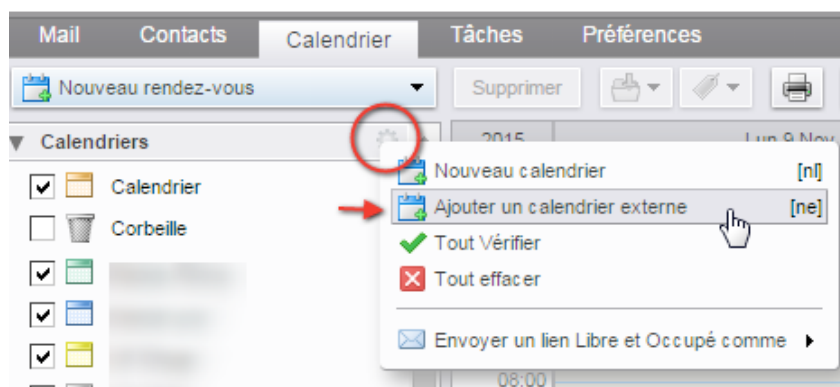 Mail Contacts Calendrier Tâches Préférences
Nouveau rendez-vous Supprimer
Calendriers 2015 Lun 9 Nov
Nouveau calendrier [nl]
Calendrier
Ajouter un calendrier externe [ne]
Corbeille
Tout Vérifier
Tout effacer
Envoyer un lien Libre et Occupé comme
08:00